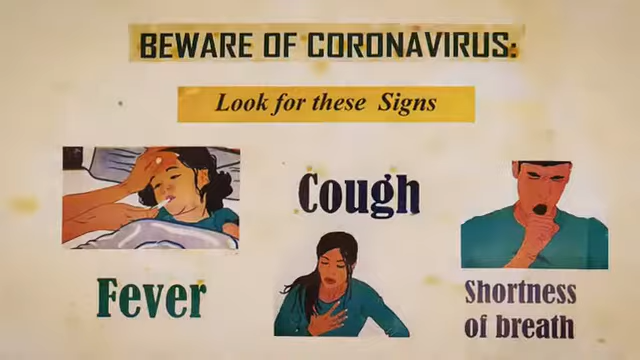 BEWARE OF CORONAVIRUS:
Look for these Signs
Fever
Cough
Shortness
of breath